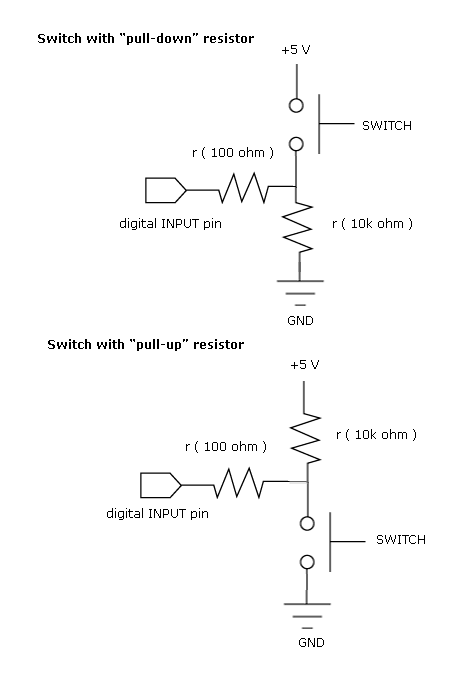 Switch with “pull-down” resistor
+5 V
SWITCH
r ( 100 ohm )
digital INPUT pin
r ( 10k ohm )
GND
Switch with “pull-up” resistor
+5 V
r ( 10k ohm )
r ( 100 ohm )
digital INPUT pin
SWITCH
GND